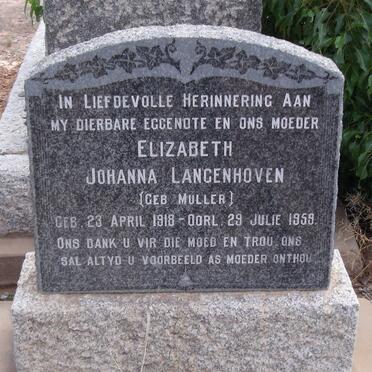 In Liefdevolle Herinnering Aan
my dierbare eggenote en ons moeder
Elizabeth
Johanna Langenhoven
(geb Muller)
Geb. 23 April 1918 - Oorl. 29 Julie 1959.
Ons dank u vir die moed en trou ons
sal altyd u voorbeeld as moeder onthou